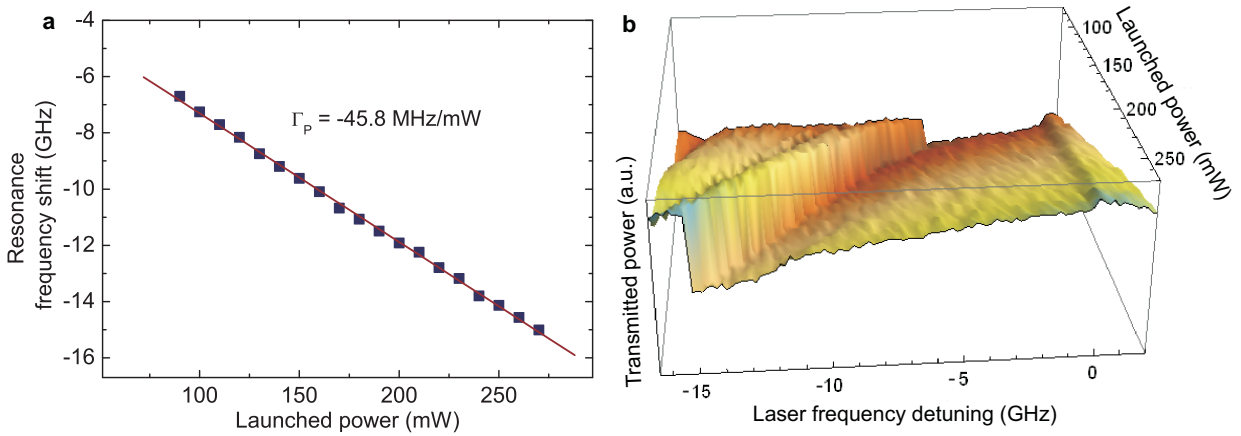 a
-4
-6
-8
-10
-12
-14
-16
Resonance
frequency shift (GHz)
Γ_P = -45.8 MHz/mW
100
150
200
250
Launched power (mW)
b
100
150
200
250
Launched power (mW)
Transmitted power (a.u.)
-15
-10
-5
0
Laser frequency detuning (GHz)